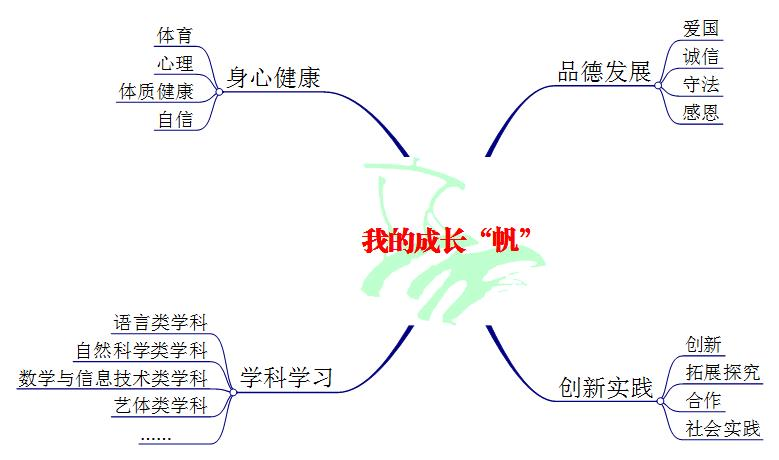 身心健康
体育
心理
体质健康
自信
品德发展
爱国
诚信
守法
感恩
我的成长“帆”
学科学习
语言类学科
自然科学类学科
数学与信息技术类学科
艺体类学科
......
创新实践
创新
拓展探究
合作
社会实践